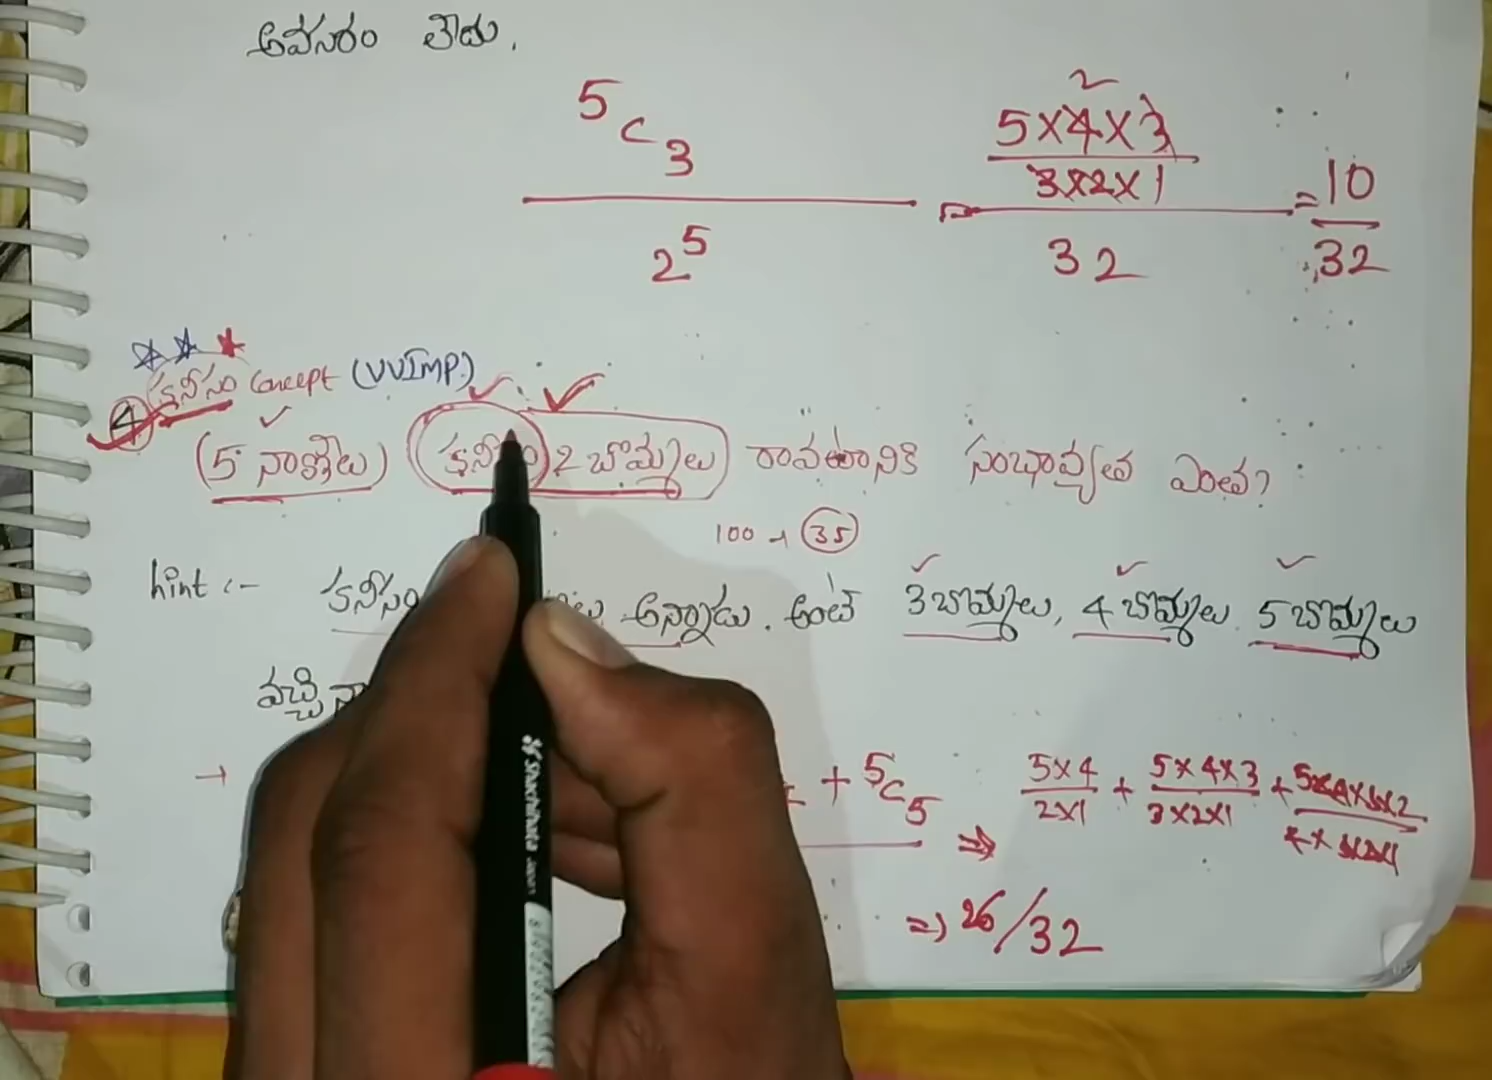 అవసరం లేదు.
5c3 / 2^5 = 5×4×3 / 3×2×1 / 32 = 10/32
కనీసం Concept (VVImp.)
4 (5 నాణేలు) కనీసం 2 బొమ్మలు రావటానికి సంభావ్యత ఎంత?
100 → 35
hint :- కనీసం అన్నాడు. అంటే 3 బొమ్మలు, 4 బొమ్మలు 5 బొమ్మలు
వచ్చి
→ + 5c5 ⇒ 5×4/2×1 + 5×4×3/3×2×1 +
⇒ 26/32